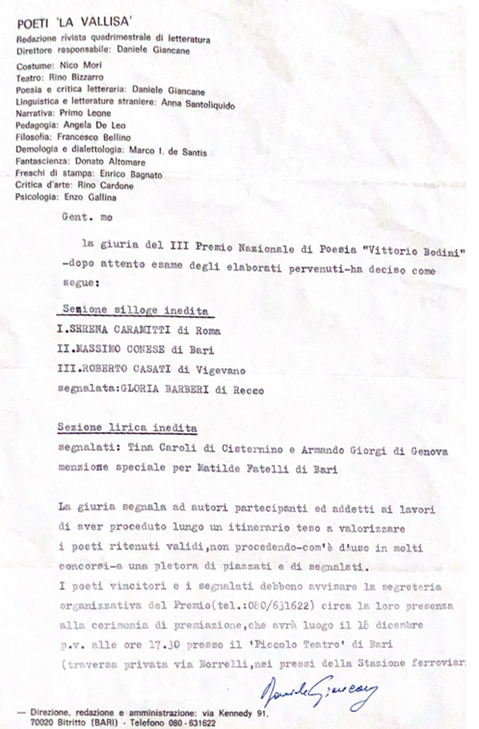 POETI 'LA VALLISA'
Redazione rivista quadrimestrale di letteratura
Direttore responsabile: Daniele Giancane
Costume: Nico Mori
Teatro: Rino Bizzarro
Poesia e critica letteraria: Daniele Giancane
Linguistica e letterature straniere: Anna Santoliquido
Narrativa: Primo Leone
Pedagogia: Angela De Leo
Filosofia: Francesco Bellino
Demologia e dialettologia: Marco I. de Santis
Fantascienza: Donato Altomare
Freschi di stampa: Enrico Bagnato
Critica d'arte: Rino Cardone
Psicologia: Enzo Gallina
Gent. mo
la giuria del III Premio Nazionale di Poesia "Vittorio Bodini"
-dopo attento esame degli elaborati pervenuti-ha deciso come
segue:
Sezione silloge inedita
I.SERENA CARAMITTI di Roma
II.MASSIMO CONESE di Bari
III.ROBERTO CASATI di Vigevano
segnalata:GLORIA BARBERI di Recco
Sezione lirica inedita
segnalati: Tina Caroli di Cisternino e Armando Giorgi di Genova
menzione speciale per Matilde Fatelli di Bari
La giuria segnala ad autori partecipanti ed addetti ai lavori
di aver proceduto lungo un itinerario teso a valorizzare
i poeti ritenuti validi,non procedendo-com'è d'uso in molti
concorsi-a una pletora di piazzati e di segnalati.
I poeti vincitori e i segnalati debbono avvisare la segreteria
organizzativa del Premio(tel.:080/631622) circa la loro presenza
alla cerimonia di premiazione,che avrà luogo il 18 dicembre
p.v. alle ore 17.30 presso il 'Piccolo Teatro' di Bari
(traversa privata via Borrelli,nei pressi della Stasione ferroviar
Daniele Giancane
— Direzione, redazione e amministrazione: via Kennedy 91,
70020 Bitritto (BARI) - Telefono 080-631622